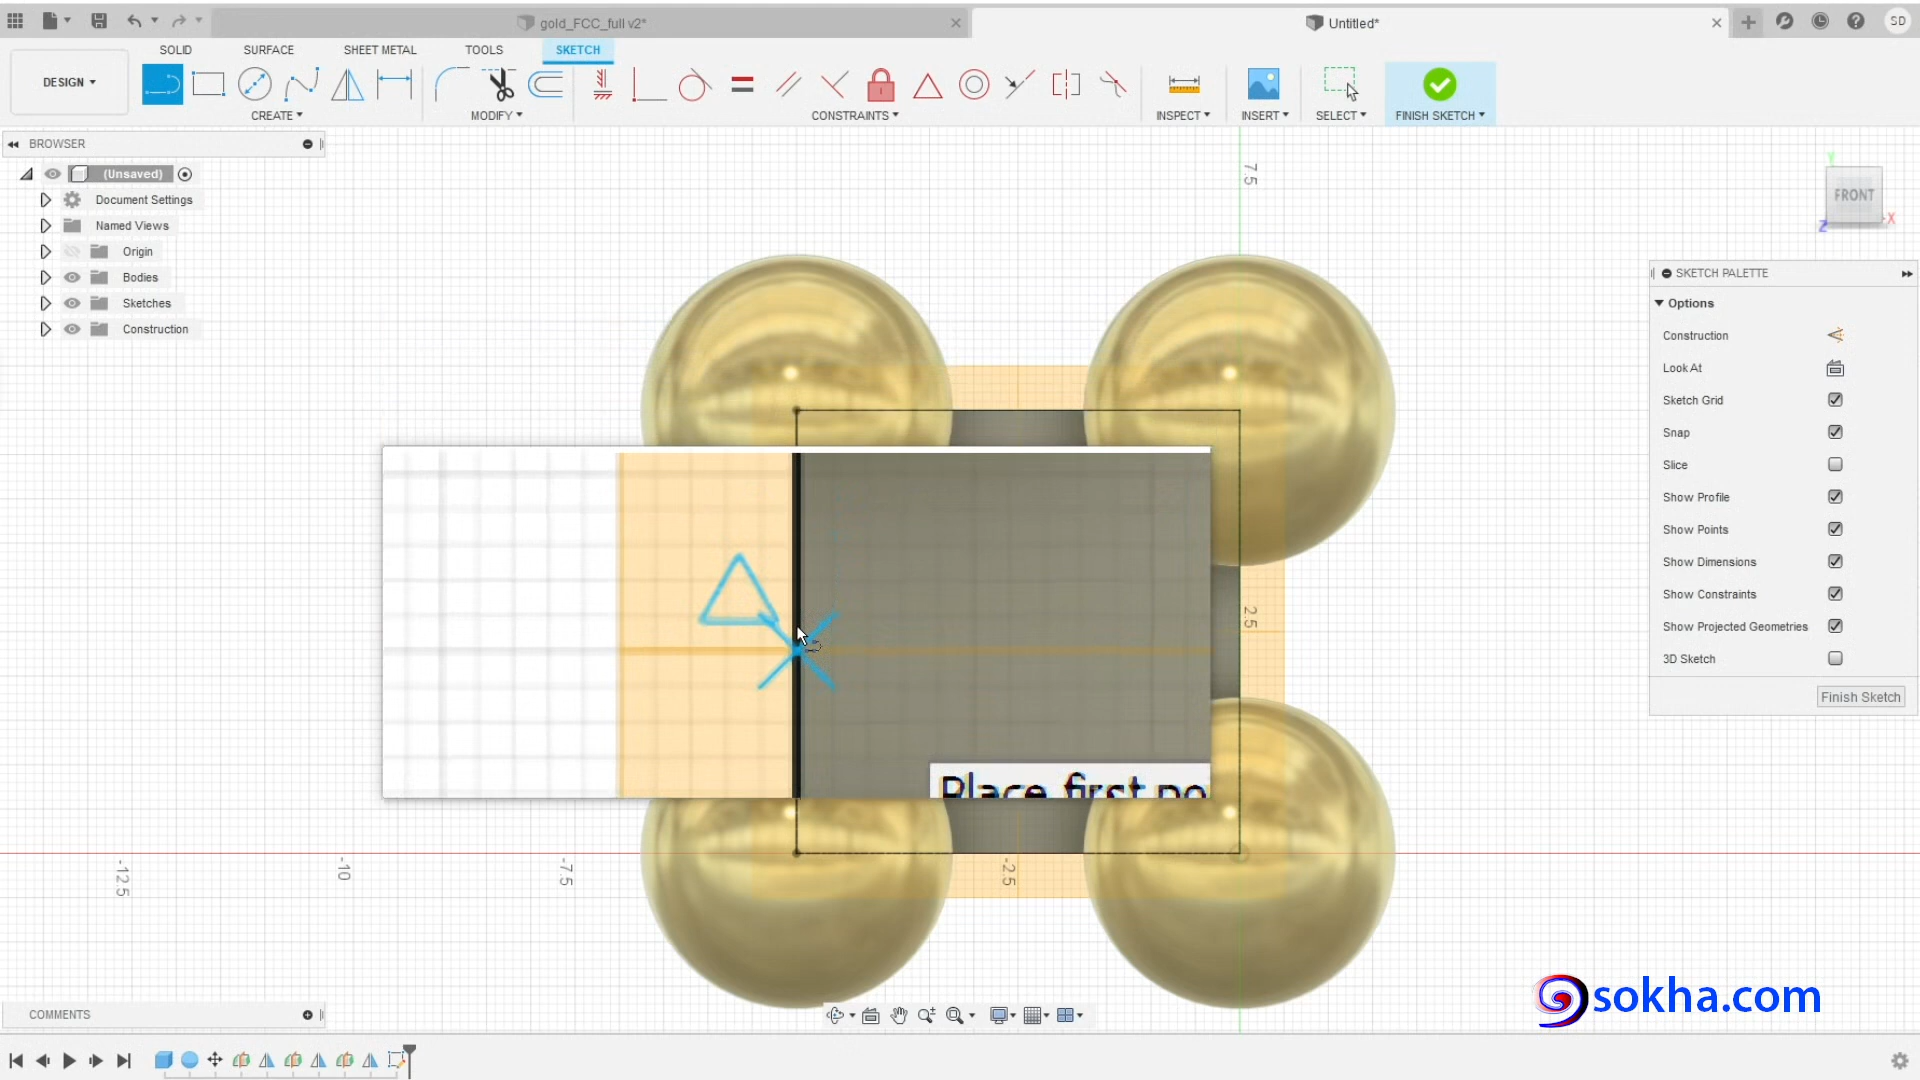 gold_FCC_full v2*
Untitled*
SD
DESIGN
SOLID
SURFACE
SHEET METAL
TOOLS
SKETCH
CREATE
MODIFY
CONSTRAINTS
INSPECT
INSERT
SELECT
FINISH SKETCH
BROWSER
(Unsaved)
Document Settings
Named Views
Origin
Bodies
Sketches
Construction
7.5
Y
FRONT
X
Z
SKETCH PALETTE
Options
Construction
Look At
Sketch Grid
Snap
Slice
Show Profile
Show Points
Show Dimensions
Show Constraints
Show Projected Geometries
3D Sketch
Finish Sketch
2.5
Place first po
-12.5
-10
-7.5
-2.5
sokha.com
COMMENTS